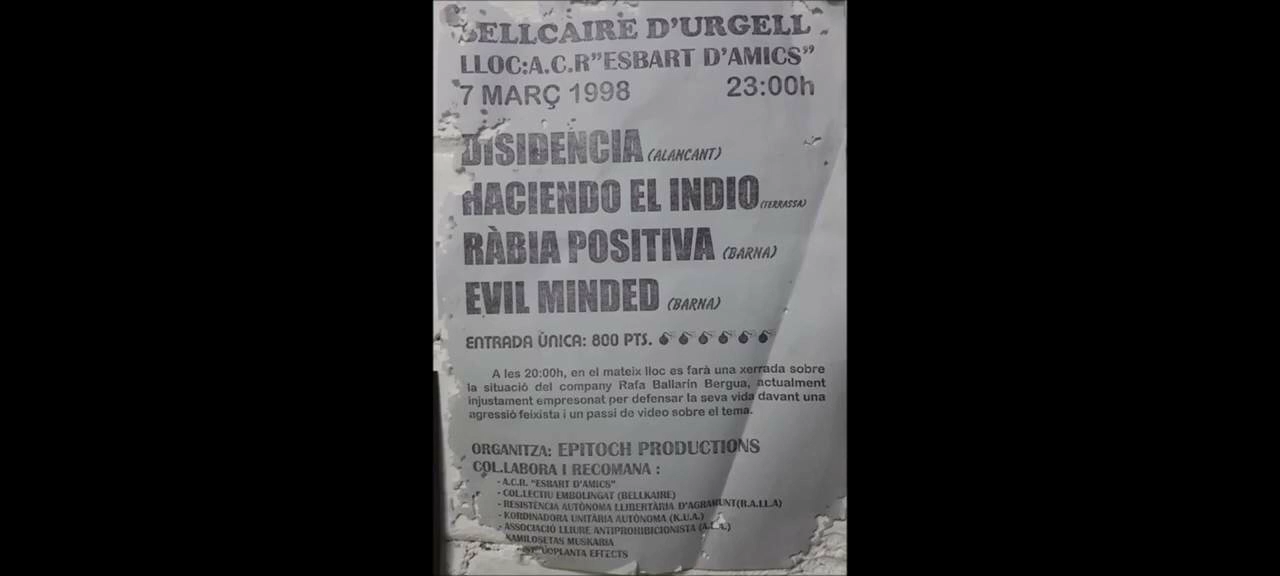 BELLCAIRE D'URGELL
LLOC:A.C.R"ESBART D'AMICS"
7 MARÇ 1998 23:00h
DISIDENCIA (ALANCANT)
HACIENDO EL INDIO (TERRASSA)
RÀBIA POSITIVA (BARNA)
EVIL MINDED (BARNA)
ENTRADA ÙNICA: 800 PTS.
A les 20:00h, en el mateix lloc es farà una xerrada sobre
la situació del company Rafa Ballarin Bergua, actualment
injustament empresonat per defensar la seva vida davant una
agressió feixista i un passi de video sobre el tema.
ORGANITZA: EPITOCH PRODUCTIONS
COL.LABORA I RECOMANA :
- A.C.R. "ESBART D'AMICS"
- COL.LECTIU EMBOLINGAT (BELLKAIRE)
- RESISTÈNCIA AUTÒNOMA LLIBERTÀRIA D'AGRAMUNT(R.A.LL.A)
- KORDINADORA UNITÀRIA AUTÒNOMA (K.U.A.)
- ASSOCIACIÓ LLIURE ANTIPROHIBICIONISTA (A.L.A.)
KAMILOSETAS MUSKARIA
EFFECTS